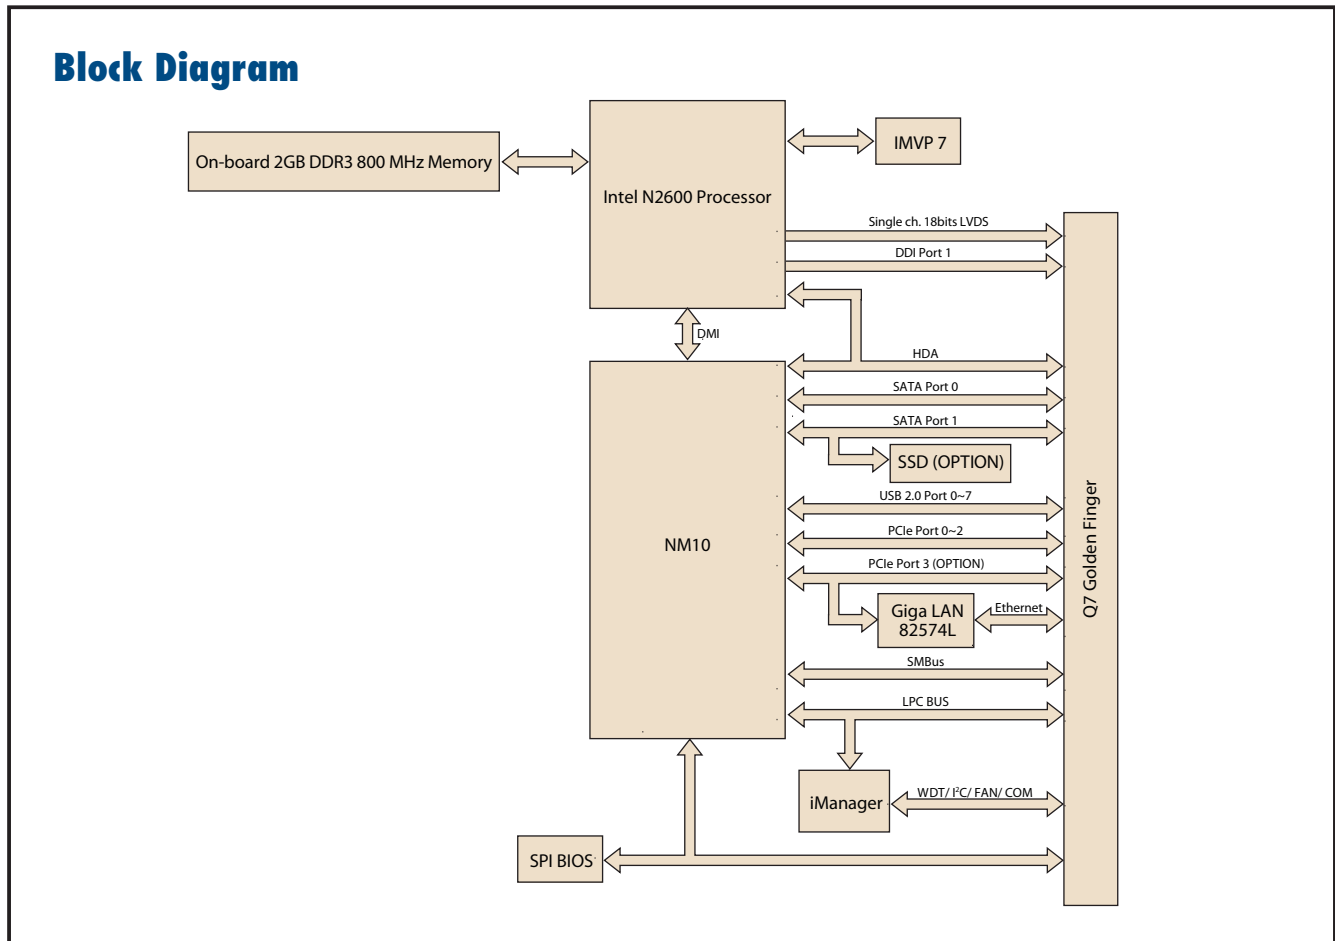 Block Diagram
On-board 2GB DDR3 800 MHz Memory
Intel N2600 Processor
IMVP 7
Single ch. 18bits LVDS
DDI Port 1
DMI
HDA
SATA Port 0
SATA Port 1
SSD (OPTION)
USB 2.0 Port 0~7
NM10
PCIe Port 0~2
PCIe Port 3 (OPTION)
Giga LAN
82574L
Ethernet
Q7 Golden Finger
SMBus
LPC BUS
iManager
WDT/ I²C/ FAN/ COM
SPI BIOS